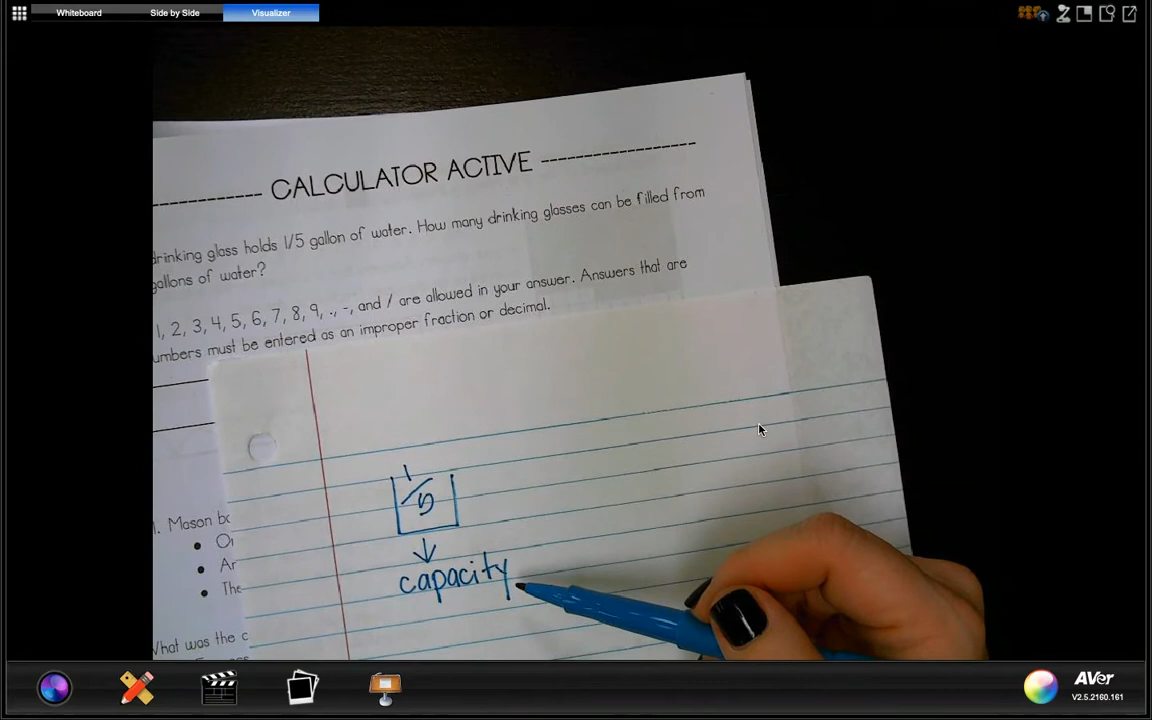 Whiteboard
Side by Side
Visualizer
CALCULATOR ACTIVE
drinking glass holds 1/5 gallon of water. How many drinking glasses can be filled from
gallons of water?
1, 2, 3, 4, 5, 6, 7, 8, 9, ., -, and / are allowed in your answer. Answers that are
umbers must be entered as an improper fraction or decimal.
1/5
capacity
. Mason
The
What was the
AVer
V2.5.2160.161